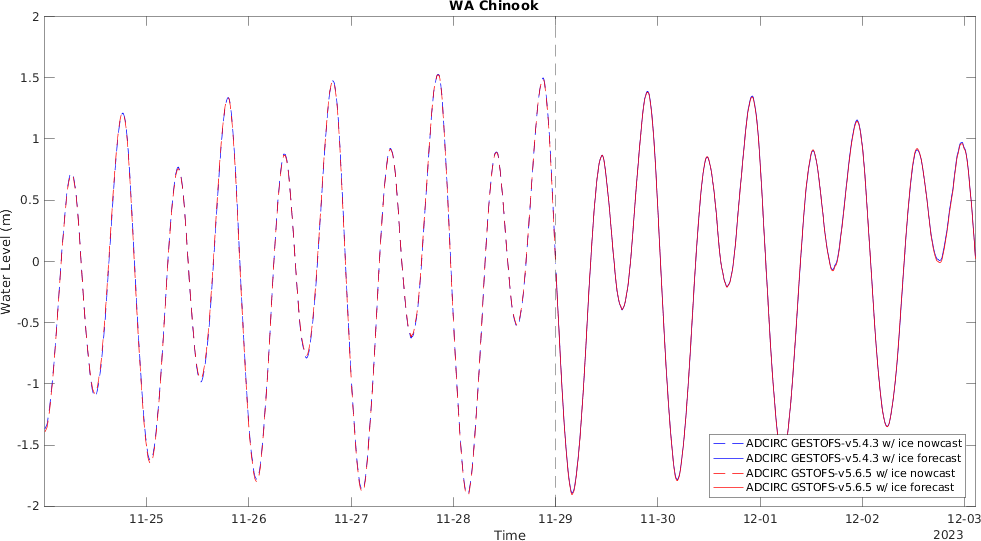 WA Chinook
2
1.5
1
0.5
0
-0.5
-1
-1.5
-2
Water Level (m)
11-25
11-26
11-27
11-28
11-29
11-30
12-01
12-02
12-03
Time
2023
ADCIRC GESTOFS-v5.4.3 w/ ice nowcast
ADCIRC GESTOFS-v5.4.3 w/ ice forecast
ADCIRC GSTOFS-v5.6.5 w/ ice nowcast
ADCIRC GSTOFS-v5.6.5 w/ ice forecast